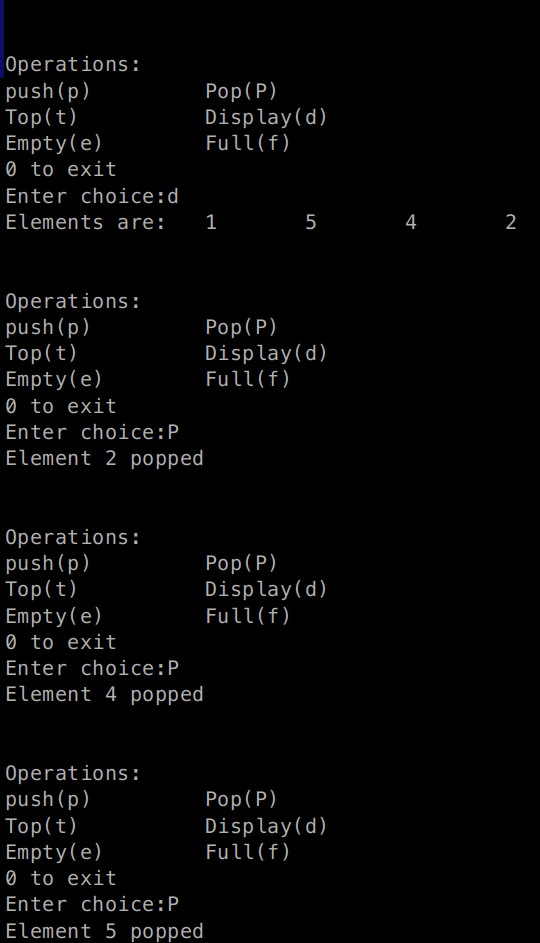 Operations:
push(p) Pop(P)
Top(t) Display(d)
Empty(e) Full(f)
0 to exit
Enter choice:d
Elements are: 1 5 4 2
Operations:
push(p) Pop(P)
Top(t) Display(d)
Empty(e) Full(f)
0 to exit
Enter choice:P
Element 2 popped
Operations:
push(p) Pop(P)
Top(t) Display(d)
Empty(e) Full(f)
0 to exit
Enter choice:P
Element 4 popped
Operations:
push(p) Pop(P)
Top(t) Display(d)
Empty(e) Full(f)
0 to exit
Enter choice:P
Element 5 popped